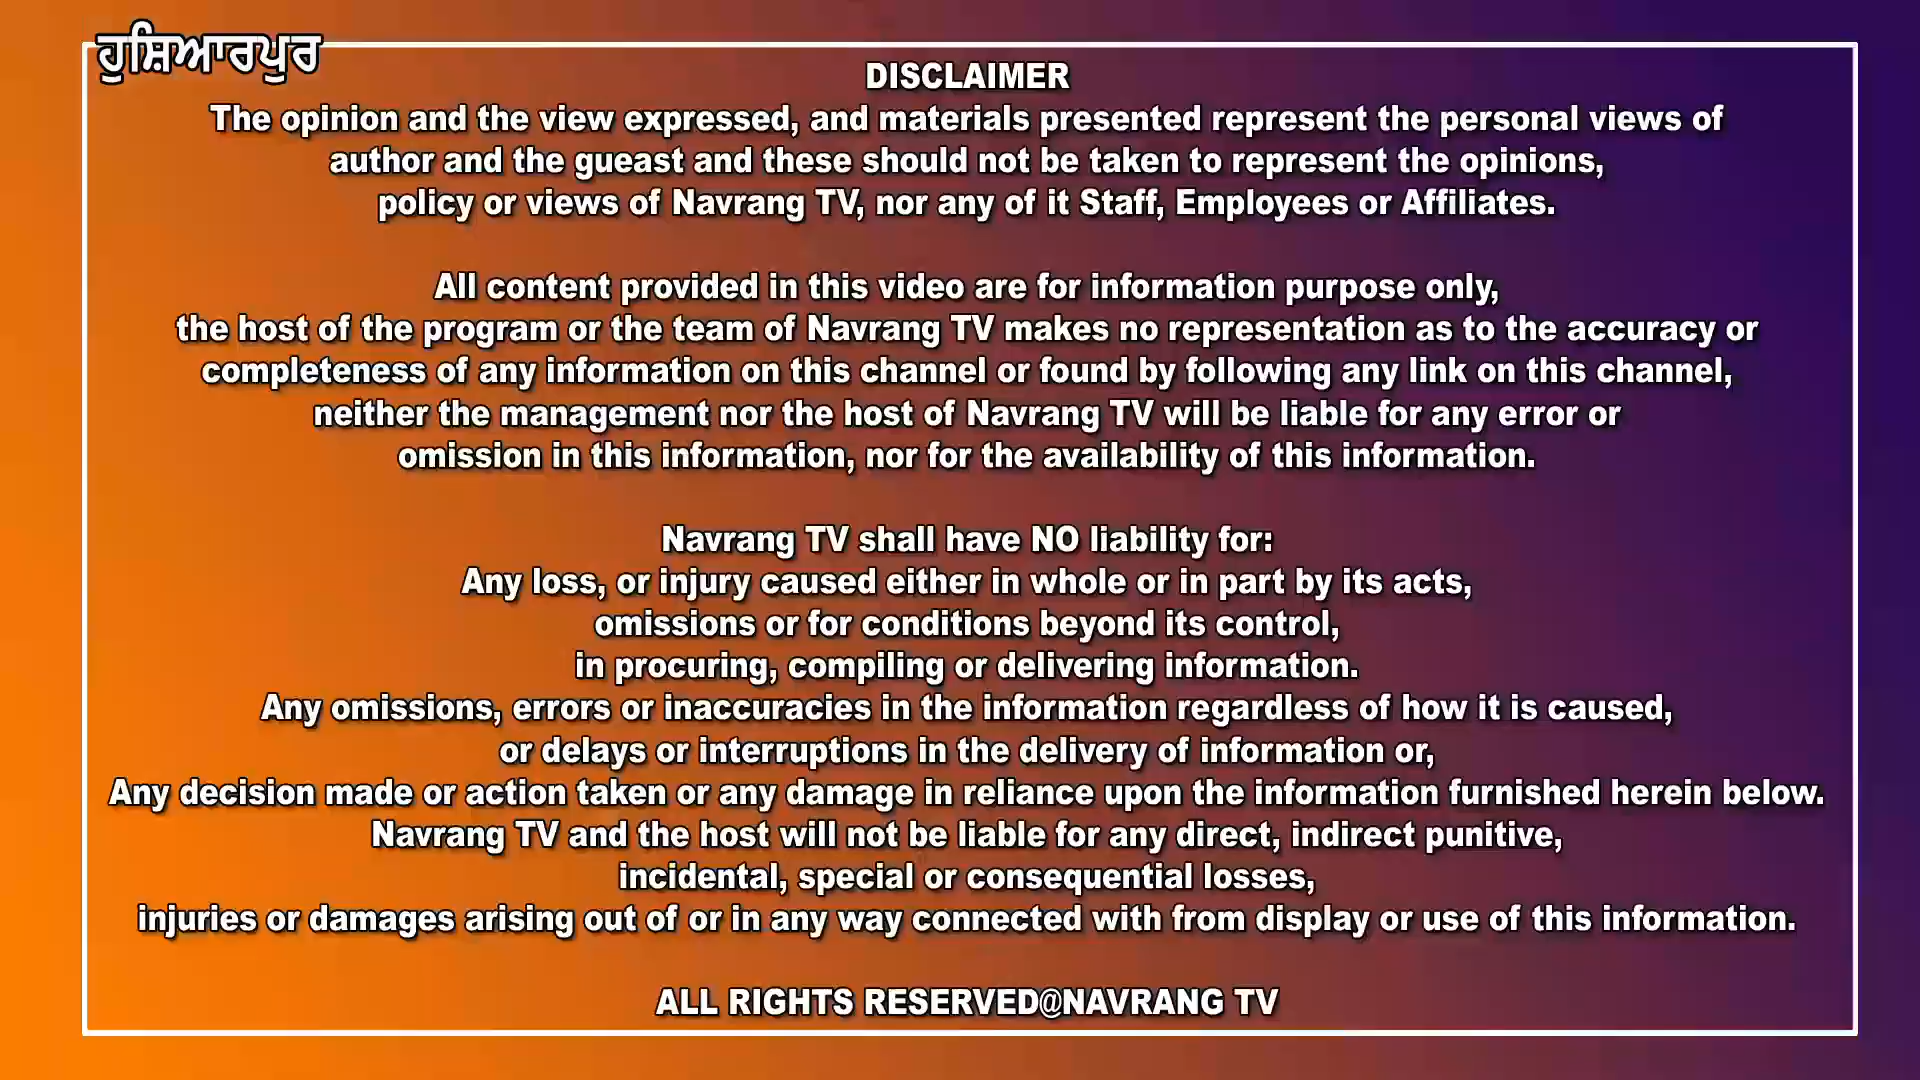 ਹੁਸ਼ਿਆਰਪੁਰ
DISCLAIMER
The opinion and the view expressed, and materials presented represent the personal views of
author and the gueast and these should not be taken to represent the opinions,
policy or views of Navrang TV, nor any of it Staff, Employees or Affiliates.
All content provided in this video are for information purpose only,
the host of the program or the team of Navrang TV makes no representation as to the accuracy or
completeness of any information on this channel or found by following any link on this channel,
neither the management nor the host of Navrang TV will be liable for any error or
omission in this information, nor for the availability of this information.
Navrang TV shall have NO liability for:
Any loss, or injury caused either in whole or in part by its acts,
omissions or for conditions beyond its control,
in procuring, compiling or delivering information.
Any omissions, errors or inaccuracies in the information regardless of how it is caused,
or delays or interruptions in the delivery of information or,
Any decision made or action taken or any damage in reliance upon the information furnished herein below.
Navrang TV and the host will not be liable for any direct, indirect punitive,
incidental, special or consequential losses,
injuries or damages arising out of or in any way connected with from display or use of this information.
ALL RIGHTS RESERVED@NAVRANG TV